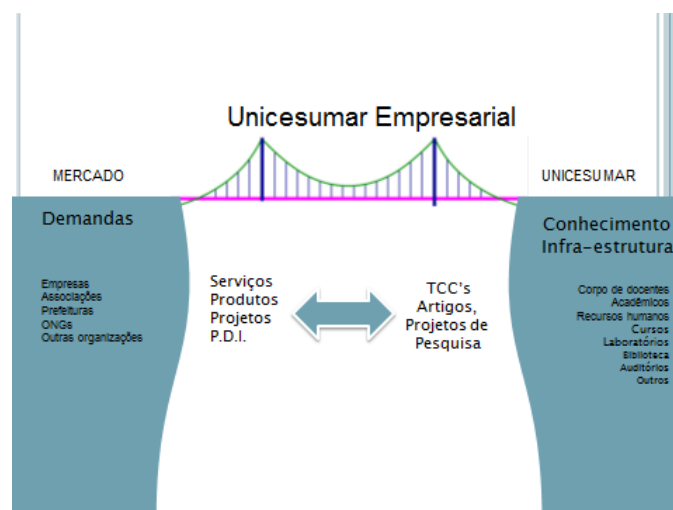 Unicesumar Empresarial
MERCADO
UNICESUMAR
Demandas
Empresas
Associações
Prefeituras
ONGs
Outras organizações
Serviços
Produtos
Projetos
P.D.I.
TCC's
Artigos,
Projetos de
Pesquisa
Conhecimento
Infra-estrutura
Corpo de docentes
Acadêmicos
Recursos humanos
Cursos
Laboratórios
Biblioteca
Auditórios
Outros